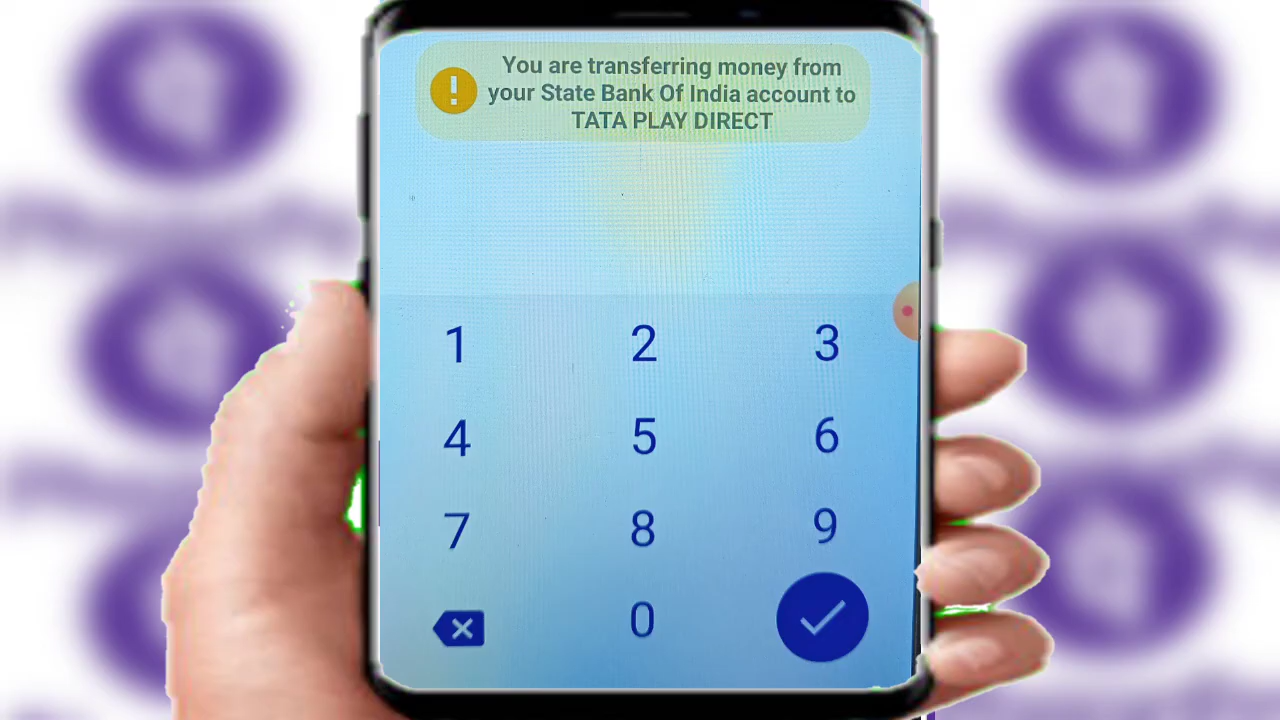 You are transferring money from
your State Bank Of India account to
TATA PLAY DIRECT
1 2 3
4 5 6
7 8 9
0